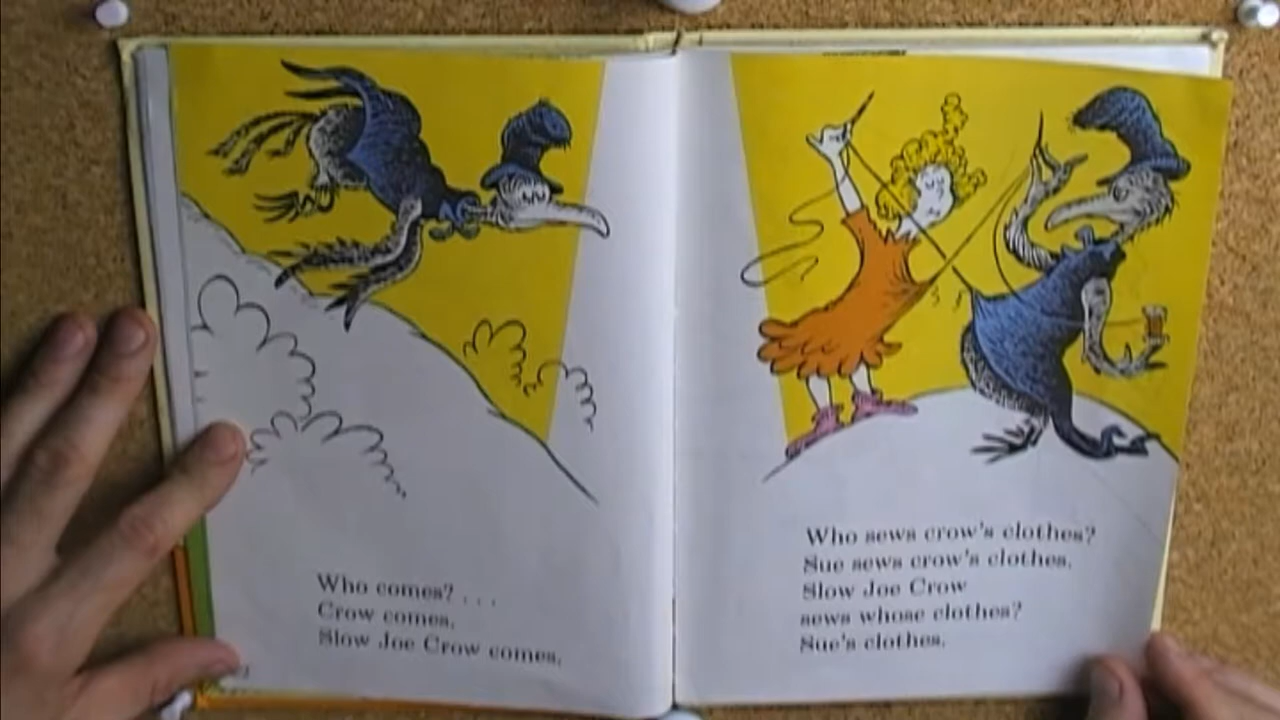 Who comes? . . .
Crow comes.
Slow Joe Crow comes.
Who sews crow's clothes?
Sue sews crow's clothes.
Slow Joe Crow
sews whose clothes?
Sue's clothes.